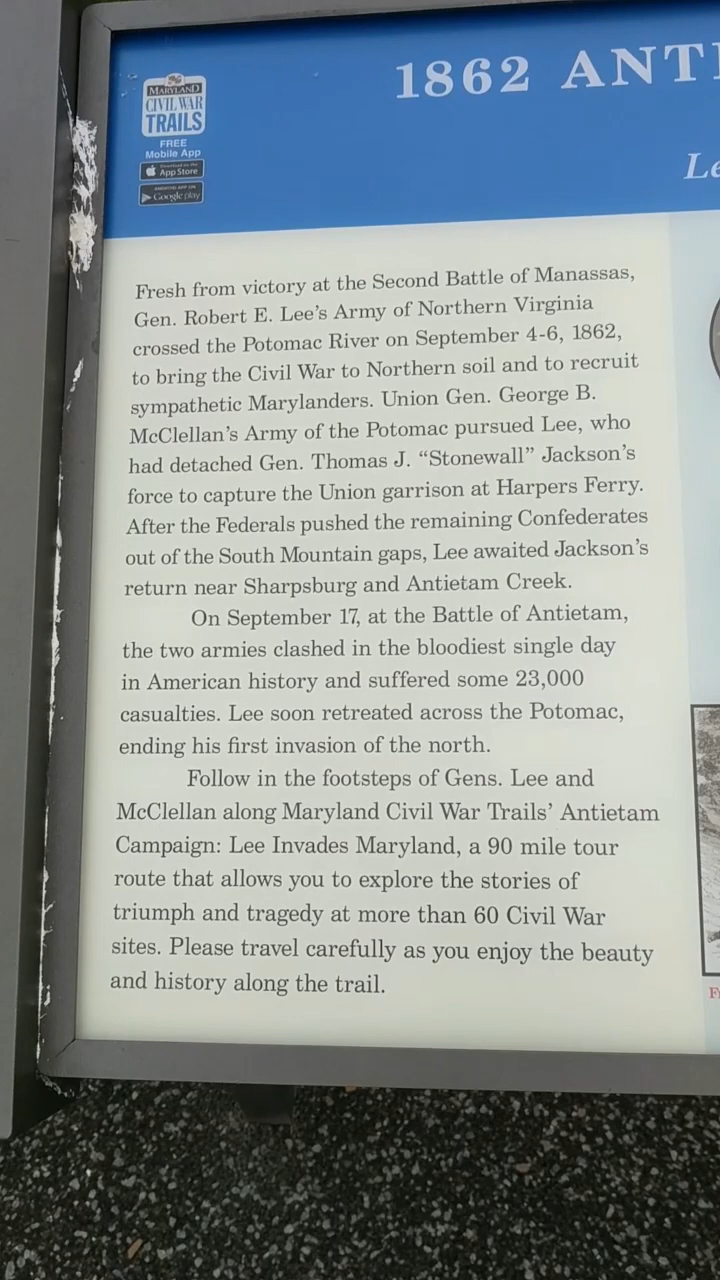 MARYLAND
CIVIL WAR
TRAILS
FREE
Mobile App
Download on the
App Store
ANDROID APP ON
Google play
1862 ANTI
Le
Fresh from victory at the Second Battle of Manassas,
Gen. Robert E. Lee's Army of Northern Virginia
crossed the Potomac River on September 4-6, 1862,
to bring the Civil War to Northern soil and to recruit
sympathetic Marylanders. Union Gen. George B.
McClellan's Army of the Potomac pursued Lee, who
had detached Gen. Thomas J. “Stonewall” Jackson's
force to capture the Union garrison at Harpers Ferry.
After the Federals pushed the remaining Confederates
out of the South Mountain gaps, Lee awaited Jackson's
return near Sharpsburg and Antietam Creek.
On September 17, at the Battle of Antietam,
the two armies clashed in the bloodiest single day
in American history and suffered some 23,000
casualties. Lee soon retreated across the Potomac,
ending his first invasion of the north.
Follow in the footsteps of Gens. Lee and
McClellan along Maryland Civil War Trails' Antietam
Campaign: Lee Invades Maryland, a 90 mile tour
route that allows you to explore the stories of
triumph and tragedy at more than 60 Civil War
sites. Please travel carefully as you enjoy the beauty
and history along the trail.